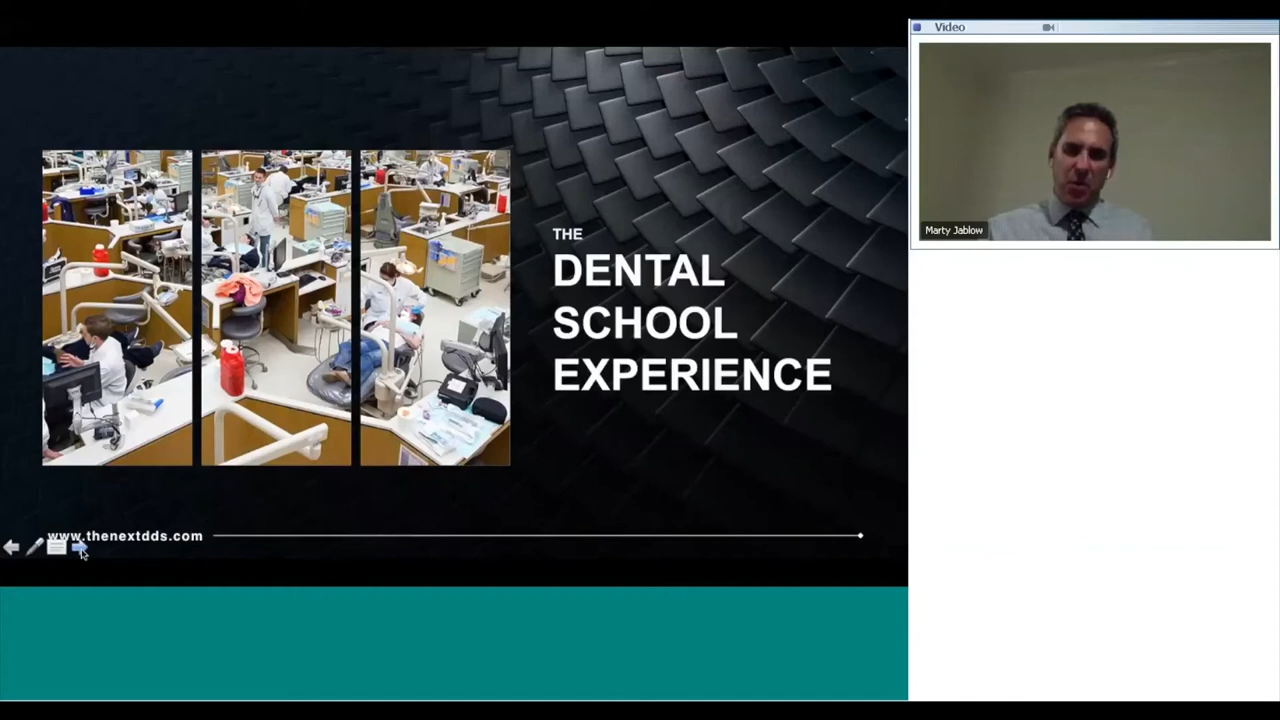 Video
Marty Jablow
THE
DENTAL
SCHOOL
EXPERIENCE
www.thenextdds.com